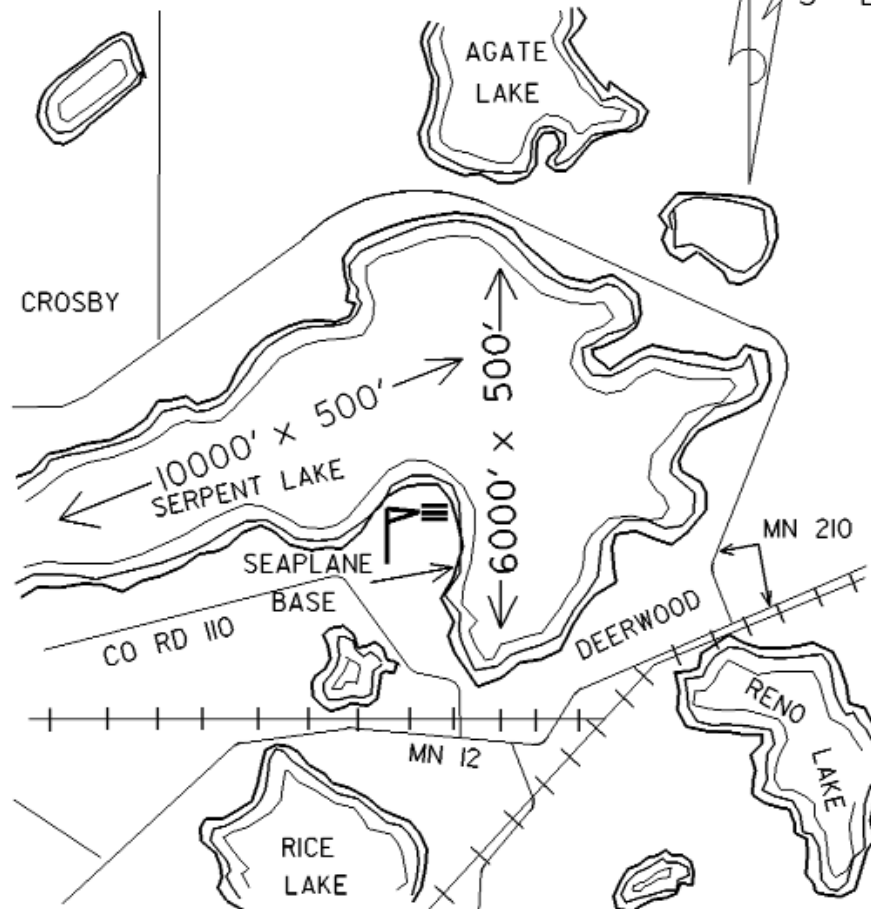 AGATE
LAKE
CROSBY
6000' × 500'
10000' × 500'
SERPENT LAKE
SEAPLANE
BASE
MN 210
DEERWOOD
CO RD 110
RENO
LAKE
MN 12
RICE
LAKE